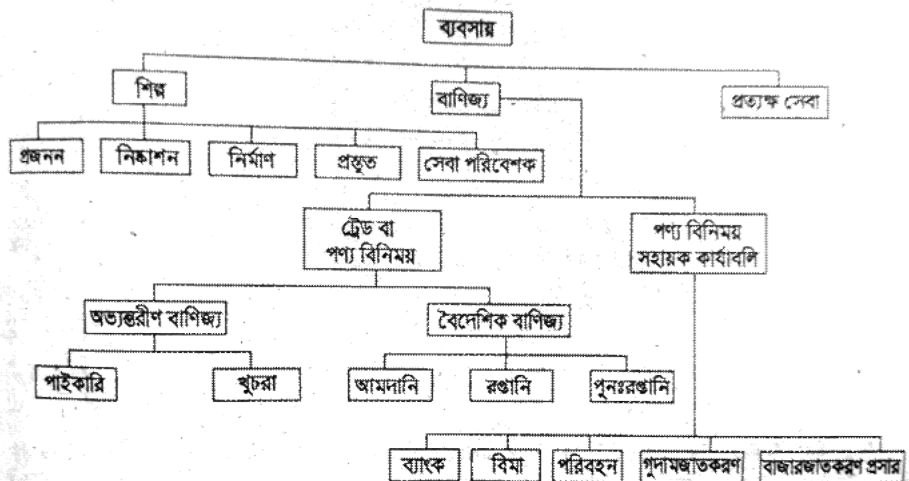 ব্যবসায়
শিল্প
বাণিজ্য
প্রত্যক্ষ সেবা
প্রজনন
নিষ্কাশন
নির্মাণ
প্রস্তুত
সেবা পরিবেশক
ট্রেড বা
পণ্য বিনিময়
পণ্য বিনিময়
সহায়ক কার্যাবলি
অভ্যন্তরীণ বাণিজ্য
বৈদেশিক বাণিজ্য
পাইকারি
খুচরা
আমদানি
রপ্তানি
পুনঃরপ্তানি
ব্যাংক
বিমা
পরিবহন
গুদামজাতকরণ
বাজারজাতকরণ প্রসার